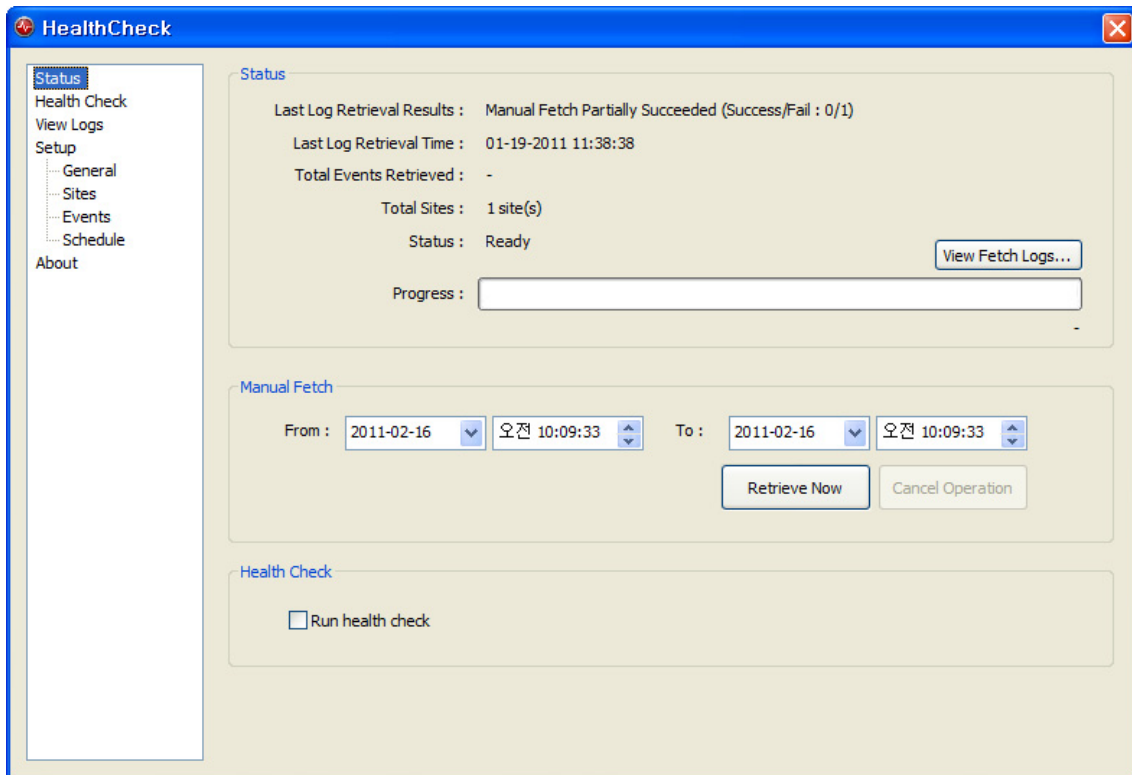 HealthCheck
Status
Health Check
View Logs
Setup
General
Sites
Events
Schedule
About
Status
Last Log Retrieval Results : Manual Fetch Partially Succeeded (Success/Fail : 0/1)
Last Log Retrieval Time : 01-19-2011 11:38:38
Total Events Retrieved : -
Total Sites : 1 site(s)
Status : Ready
View Fetch Logs...
Progress :
-
Manual Fetch
From : 2011-02-16 오전 10:09:33 To : 2011-02-16 오전 10:09:33
Retrieve Now Cancel Operation
Health Check
Run health check